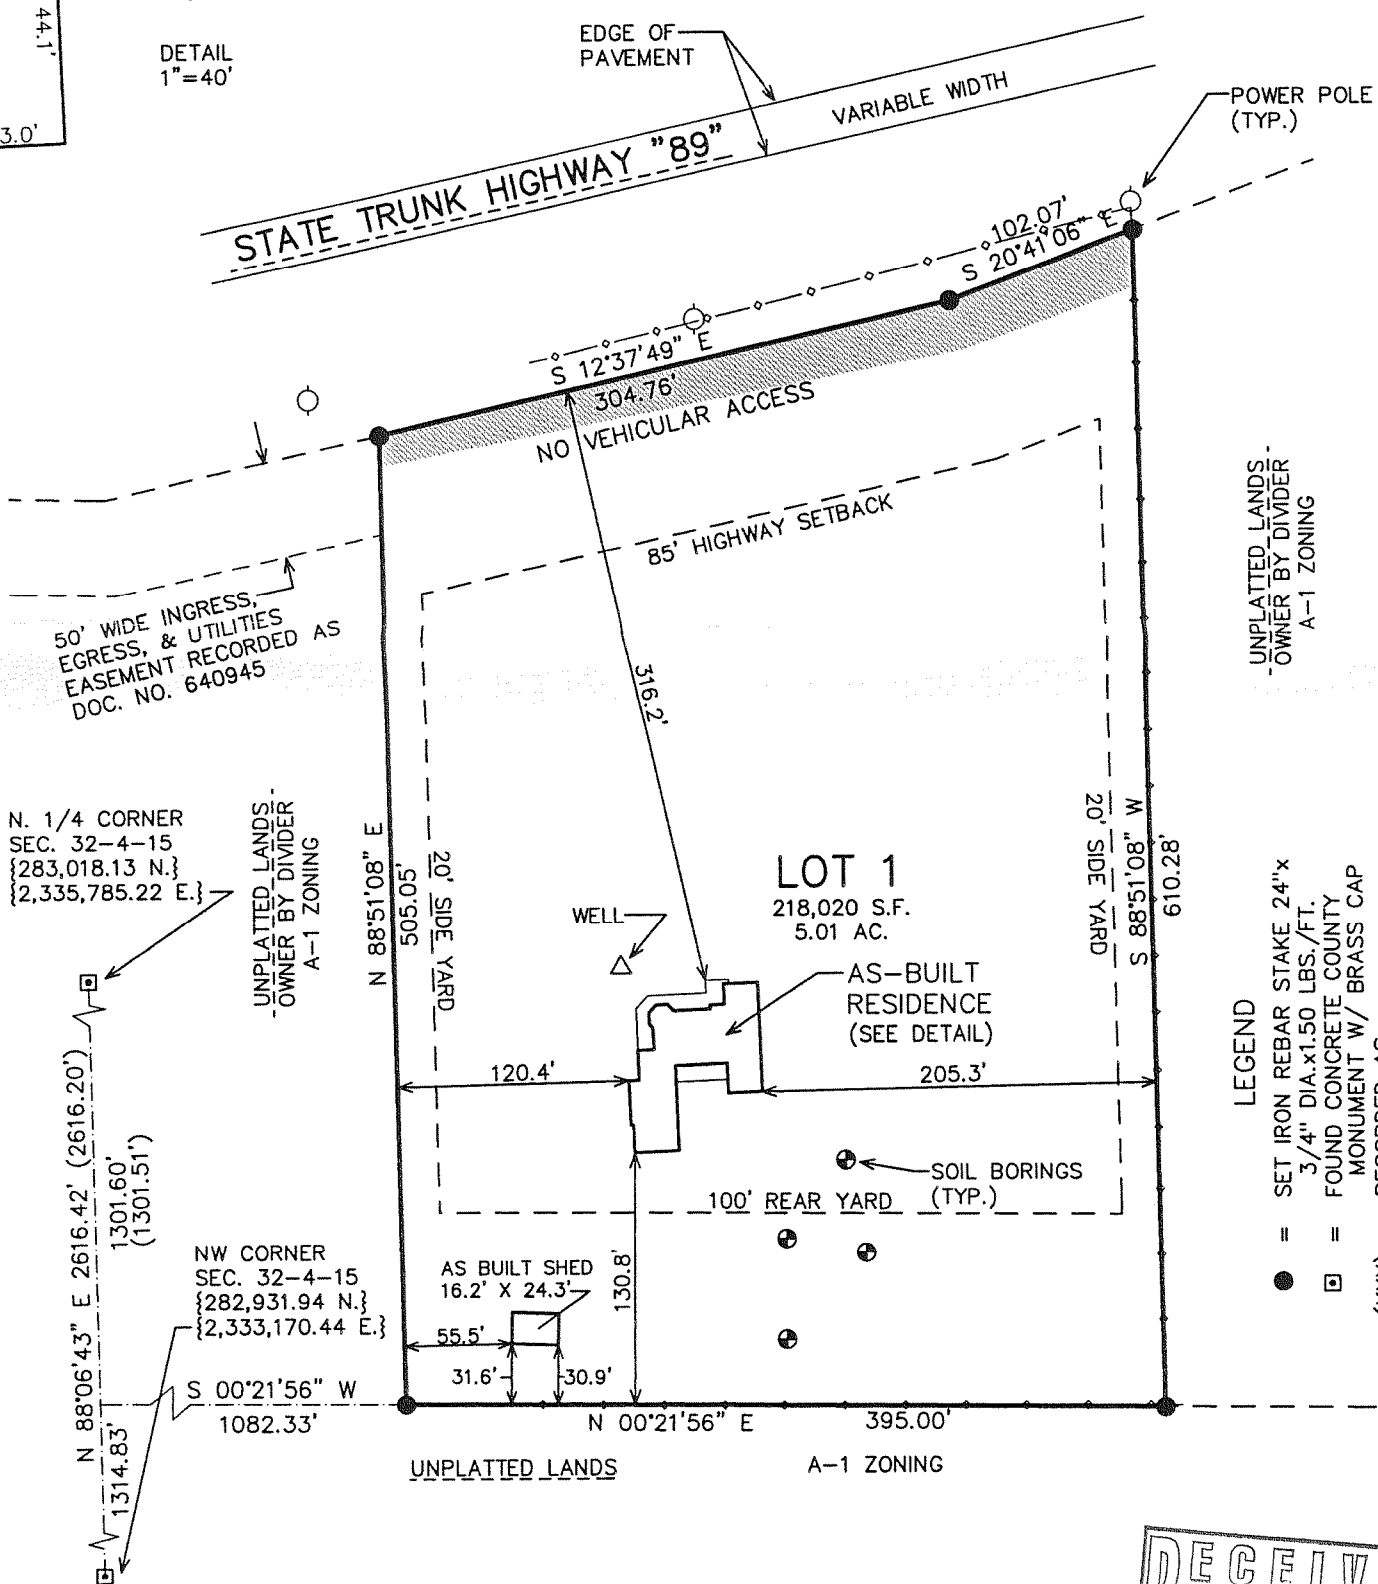 44.1'
3.0'
DETAIL
1"=40'
EDGE OF
PAVEMENT
VARIABLE WIDTH
POWER POLE
(TYP.)
STATE TRUNK HIGHWAY "89"
102.07'
S 20°41'06" E
S 12°37'49" E
304.76'
NO VEHICULAR ACCESS
85' HIGHWAY SETBACK
50' WIDE INGRESS,
EGRESS, & UTILITIES
EASEMENT RECORDED AS
DOC. NO. 640945
UNPLATTED LANDS
OWNER BY DIVIDER
A-1 ZONING
316.2'
N. 1/4 CORNER
SEC. 32-4-15
{283,018.13 N.}
{2,335,785.22 E.}
UNPLATTED LANDS
OWNER BY DIVIDER
A-1 ZONING
N 88°51'08" E
505.05'
20' SIDE YARD
WELL
LOT 1
218,020 S.F.
5.01 AC.
AS-BUILT
RESIDENCE
(SEE DETAIL)
20' SIDE YARD
S 88°51'08" W
610.28'
120.4'
205.3'
SOIL BORINGS
(TYP.)
100' REAR YARD
130.8'
AS BUILT SHED
16.2' X 24.3'
55.5'
31.6'
30.9'
N 88°06'43" E 2616.42' (2616.20')
1301.60'
(1301.51')
1314.83'
NW CORNER
SEC. 32-4-15
{282,931.94 N.}
{2,333,170.44 E.}
S 00°21'56" W
1082.33'
N 00°21'56" E
395.00'
UNPLATTED LANDS
A-1 ZONING
LEGEND
= SET IRON REBAR STAKE 24"x
3/4" DIA.x1.50 LBS./FT.
= FOUND CONCRETE COUNTY
MONUMENT W/ BRASS CAP
DECEIV